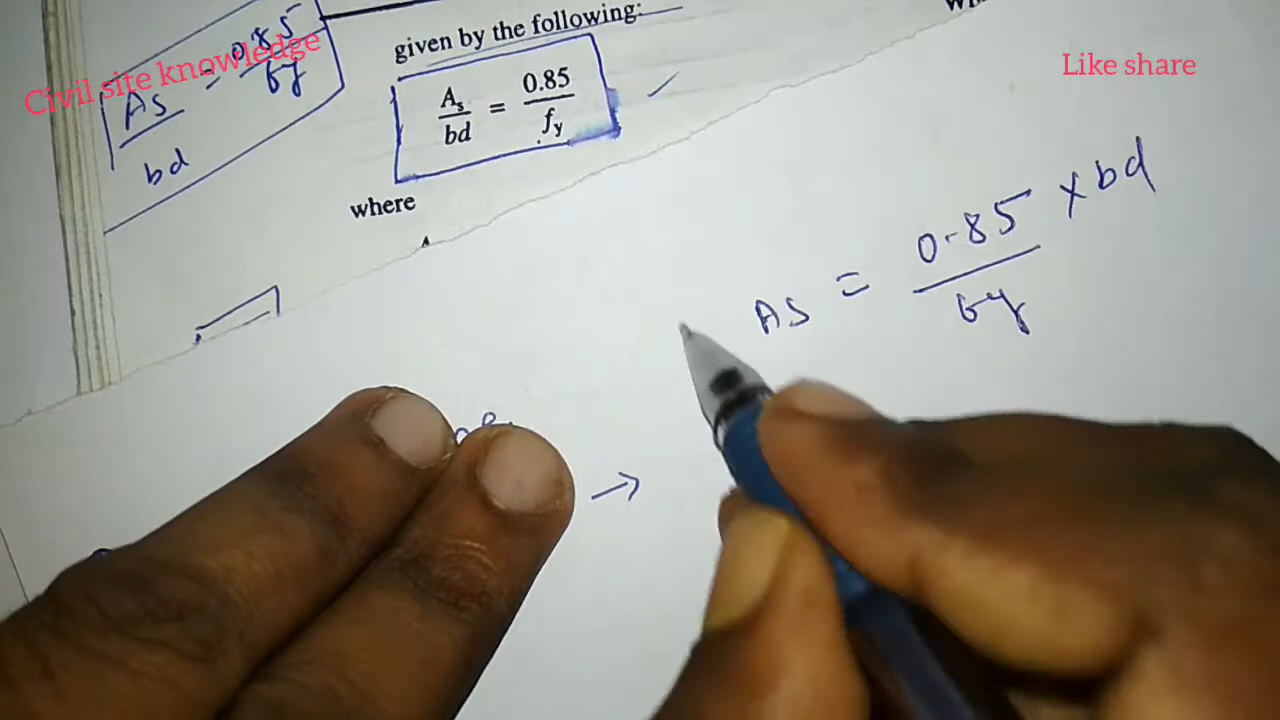 Civil site knowledge
Like share
As = 0.85
bd fy
given by the following:
As = 0.85
bd fy
where
As = 0.85 × bd
fy
→